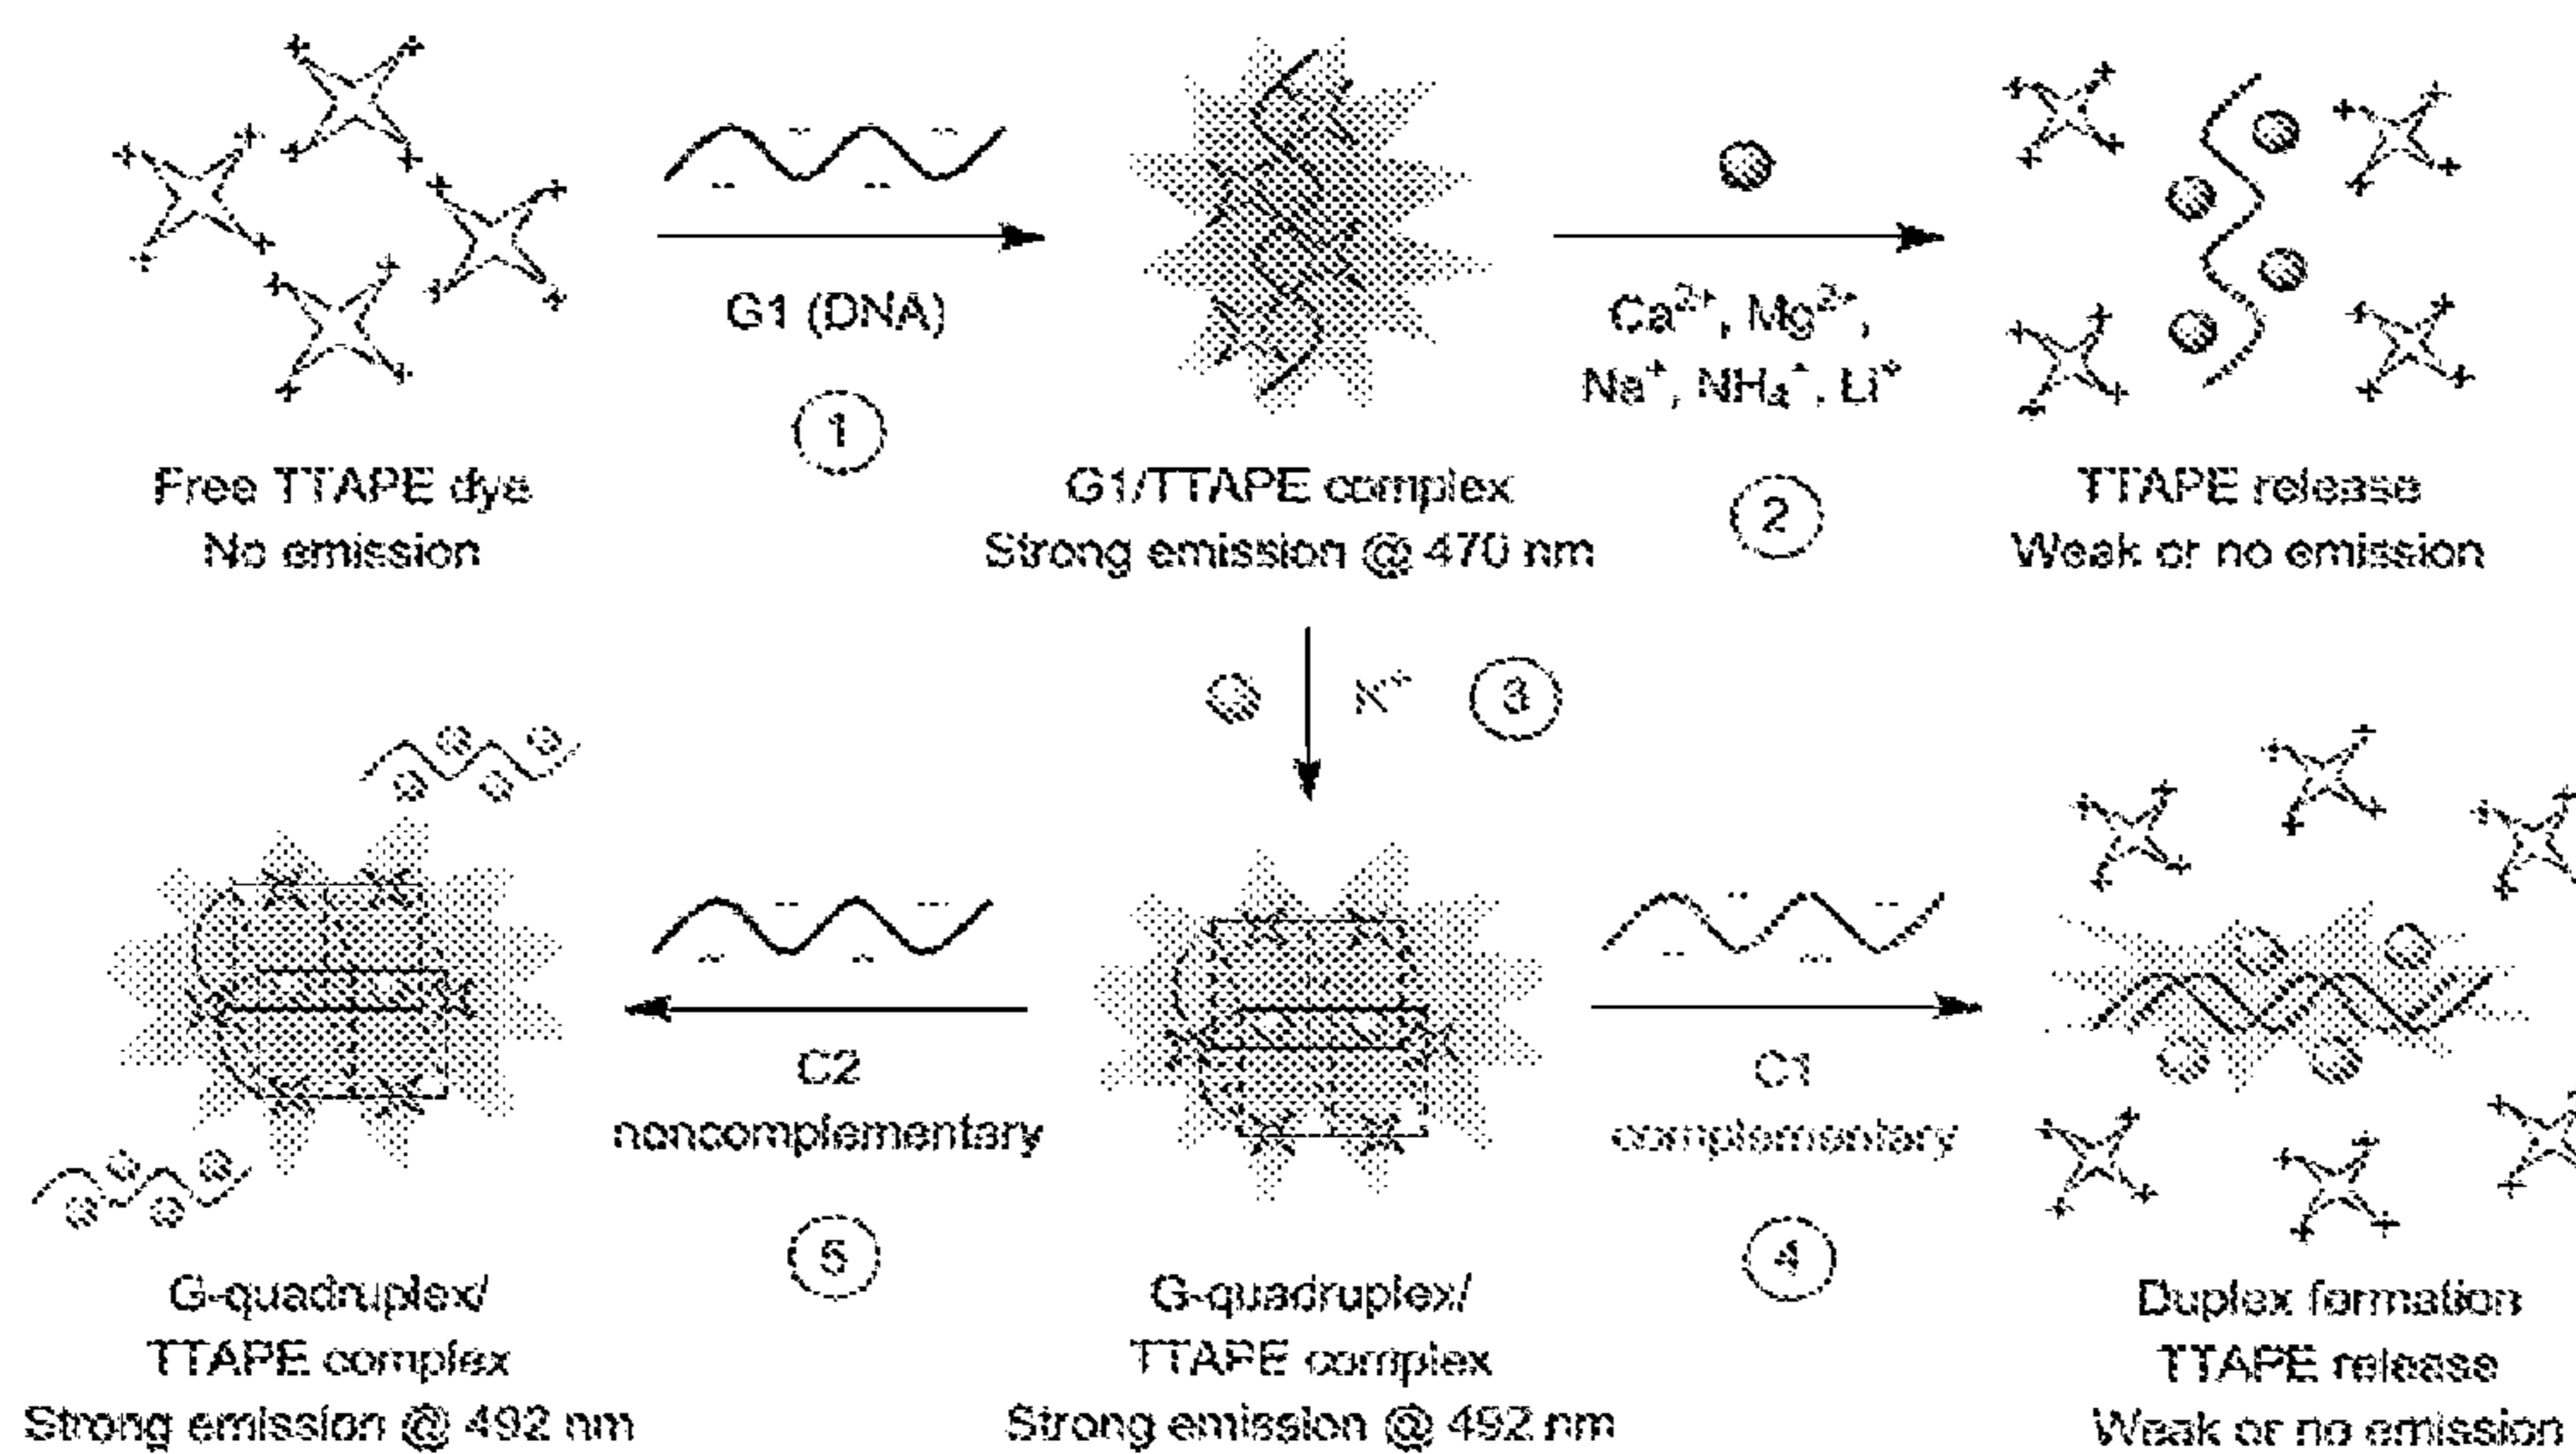 G1 (DNA)
1
Ca²⁺, Mg²⁺,
Na⁺, NH₄⁺, Li⁺
2
Free TTAPE dye
No emission
G1/TTAPE complex
Strong emission @ 470 nm
TTAPE release
Weak or no emission
K⁺
3
C2
noncomplementary
5
C1
complementary
4
G-quadruplex/
TTAPE complex
Strong emission @ 492 nm
G-quadruplex/
TTAPE complex
Strong emission @ 492 nm
Duplex formation
TTAPE release
Weak or no emission